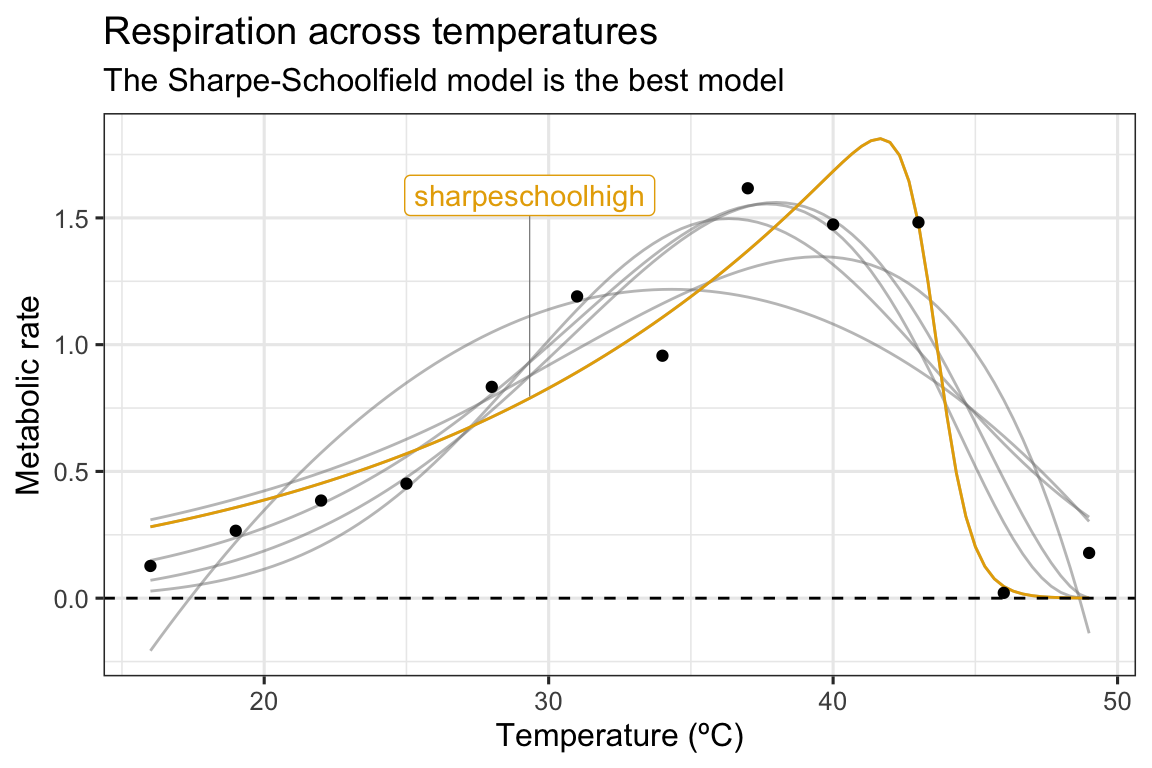 Respiration across temperatures
The Sharpe-Schoolfield model is the best model
sharpeschoolhigh
Metabolic rate
1.5
1.0
0.5
0.0
20 30 40 50
Temperature (ºC)